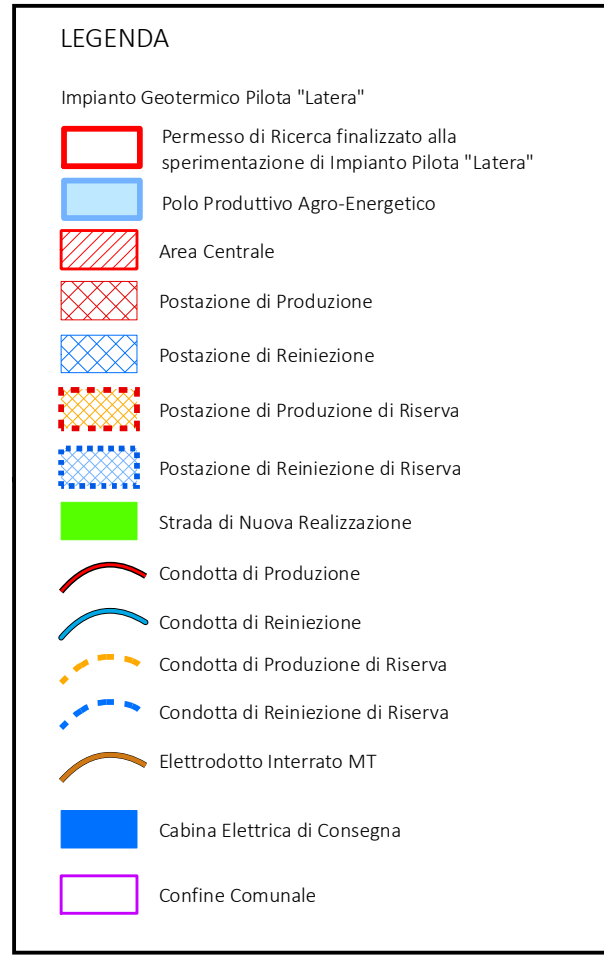 LEGENDA
Impianto Geotermico Pilota "Latera"
Permesso di Ricerca finalizzato alla
sperimentazione di Impianto Pilota "Latera"
Polo Produttivo Agro-Energetico
Area Centrale
Postazione di Produzione
Postazione di Reiniezione
Postazione di Produzione di Riserva
Postazione di Reiniezione di Riserva
Strada di Nuova Realizzazione
Condotta di Produzione
Condotta di Reiniezione
Condotta di Produzione di Riserva
Condotta di Reiniezione di Riserva
Elettrodotto Interrato MT
Cabina Elettrica di Consegna
Confine Comunale